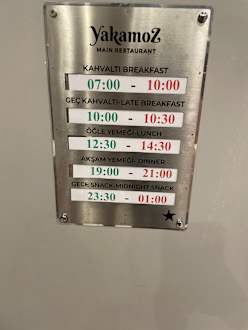 Yakamoz
MAIN RESTAURANT
KAHVALTI BREAKFAST
07:00 - 10:00
GEÇ KAHVALTI-LATE BREAKFAST
10:00 - 10:30
ÖĞLE YEMEĞİ-LUNCH
12:30 - 14:30
AKŞAM YEMEĞİ-DINNER
19:00 - 21:00
GECE SNACK-MIDNIGHT SNACK
23:30 - 01:00